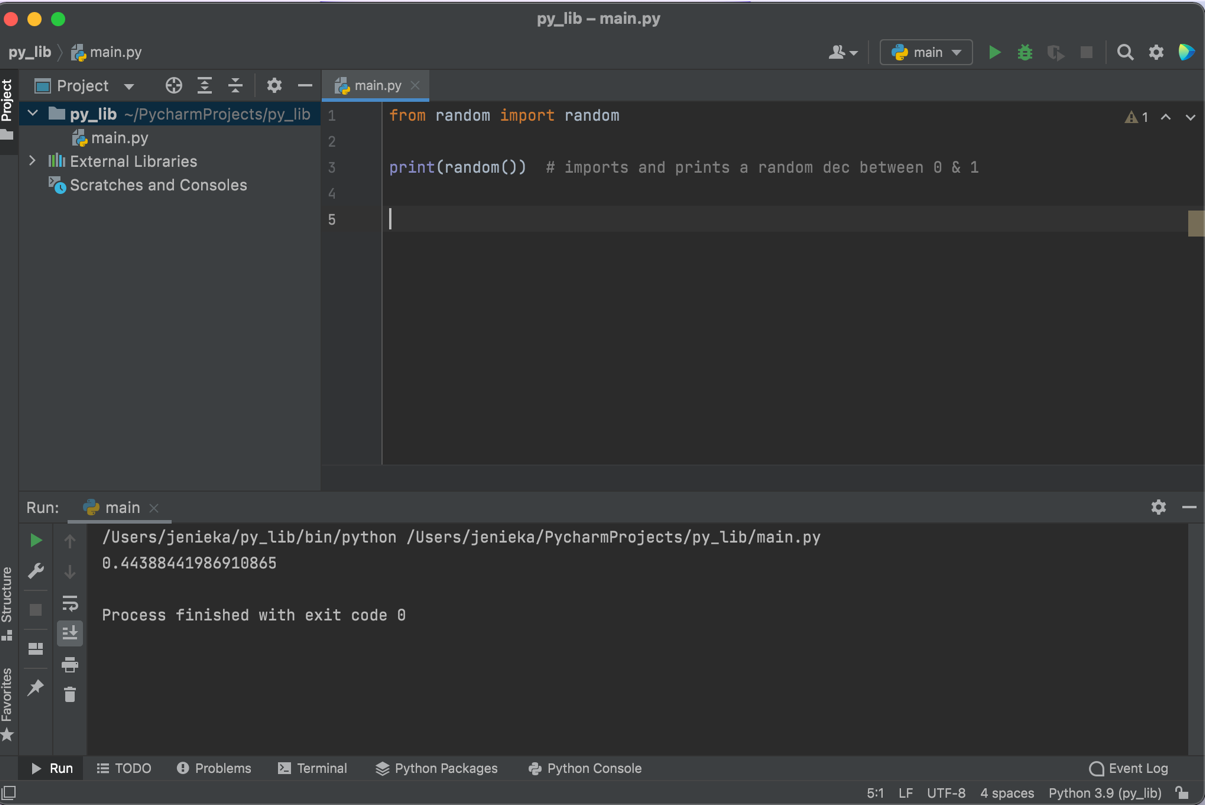 py_lib – main.py
py_lib main.py
main
Project
Project
main.py
py_lib ~/PycharmProjects/py_lib
main.py
External Libraries
Scratches and Consoles
1 from random import random
1
2
3 print(random()) # imports and prints a random dec between 0 & 1
4
5
Run: main
/Users/jenieka/py_lib/bin/python /Users/jenieka/PycharmProjects/py_lib/main.py
0.44388441986910865
Process finished with exit code 0
Structure
Favorites
Run TODO Problems Terminal Python Packages Python Console Event Log
5:1 LF UTF-8 4 spaces Python 3.9 (py_lib)